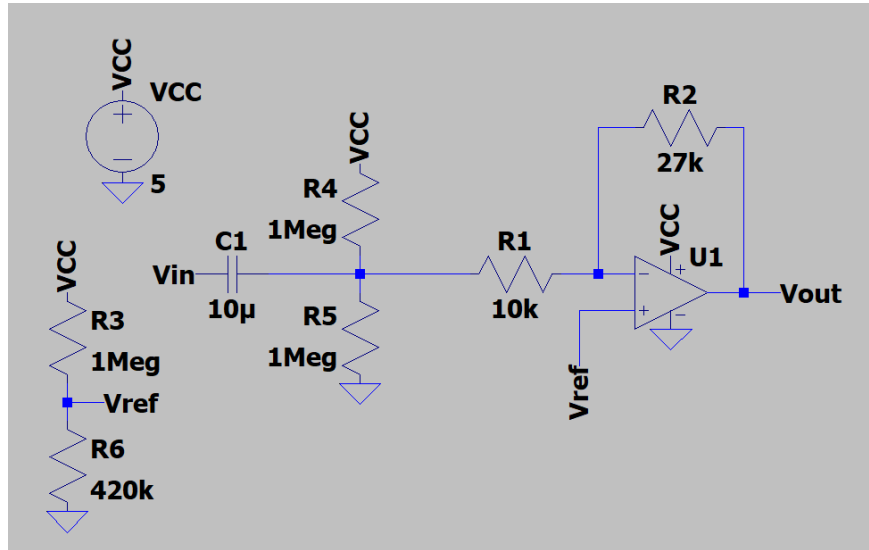 VCC
VCC
5
VCC
R3
1Meg
Vref
R6
420k
Vin
C1
10µ
VCC
R4
1Meg
R5
1Meg
R1
10k
R2
27k
VCC
U1
Vref
Vout